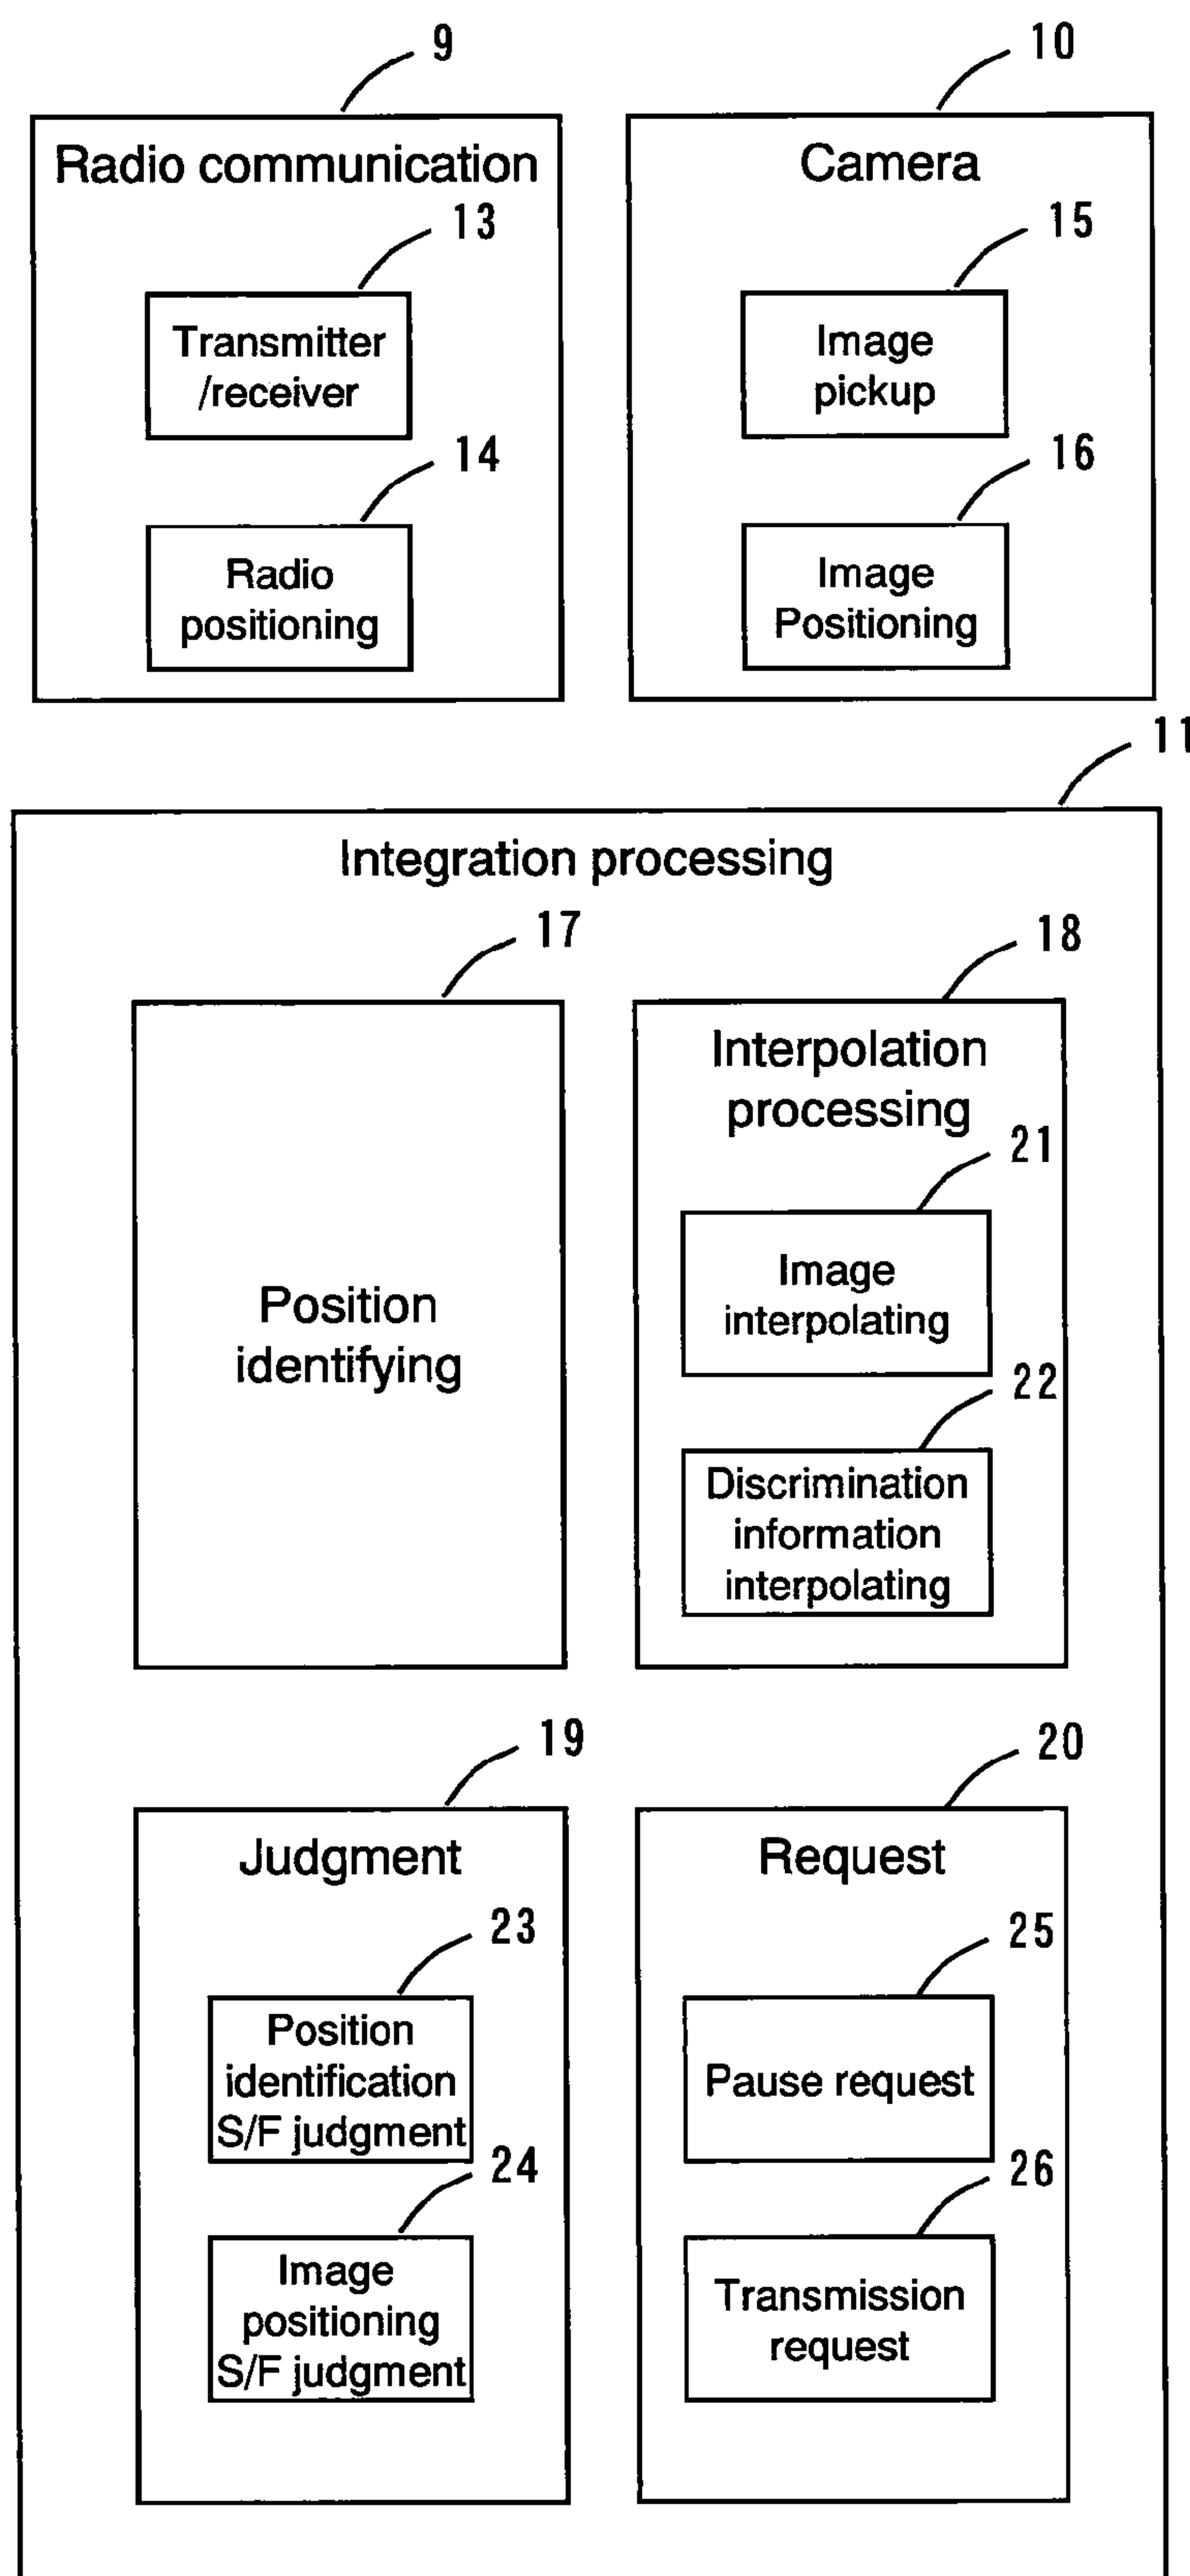 9
Radio communication
13
Transmitter
/receiver
14
Radio
positioning
10
Camera
15
Image
pickup
16
Image
Positioning
11
Integration processing
17
Position
identifying
18
Interpolation
processing
21
Image
interpolating
22
Discrimination
information
interpolating
19
Judgment
23
Position
identification
S/F judgment
24
Image
positioning
S/F judgment
20
Request
25
Pause request
26
Transmission
request